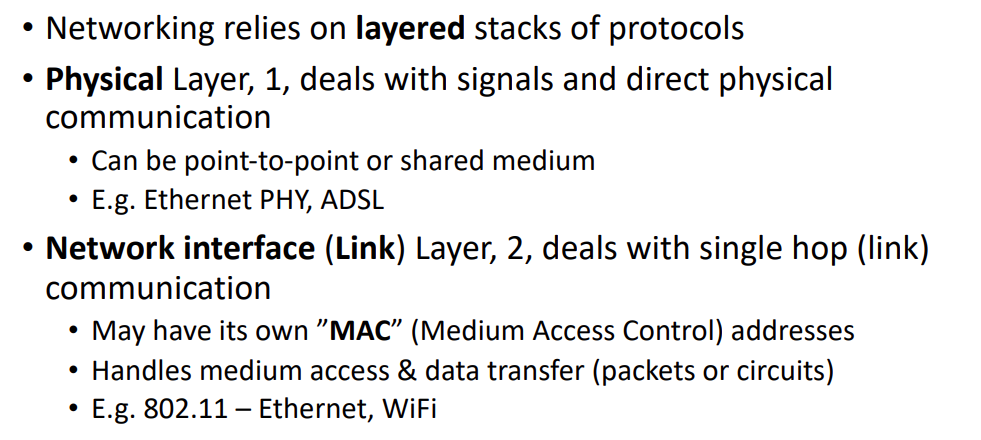 • Networking relies on layered stacks of protocols
• Physical Layer, 1, deals with signals and direct physical
communication
• Can be point-to-point or shared medium
• E.g. Ethernet PHY, ADSL
• Network interface (Link) Layer, 2, deals with single hop (link)
communication
• May have its own ”MAC” (Medium Access Control) addresses
• Handles medium access & data transfer (packets or circuits)
• E.g. 802.11 – Ethernet, WiFi